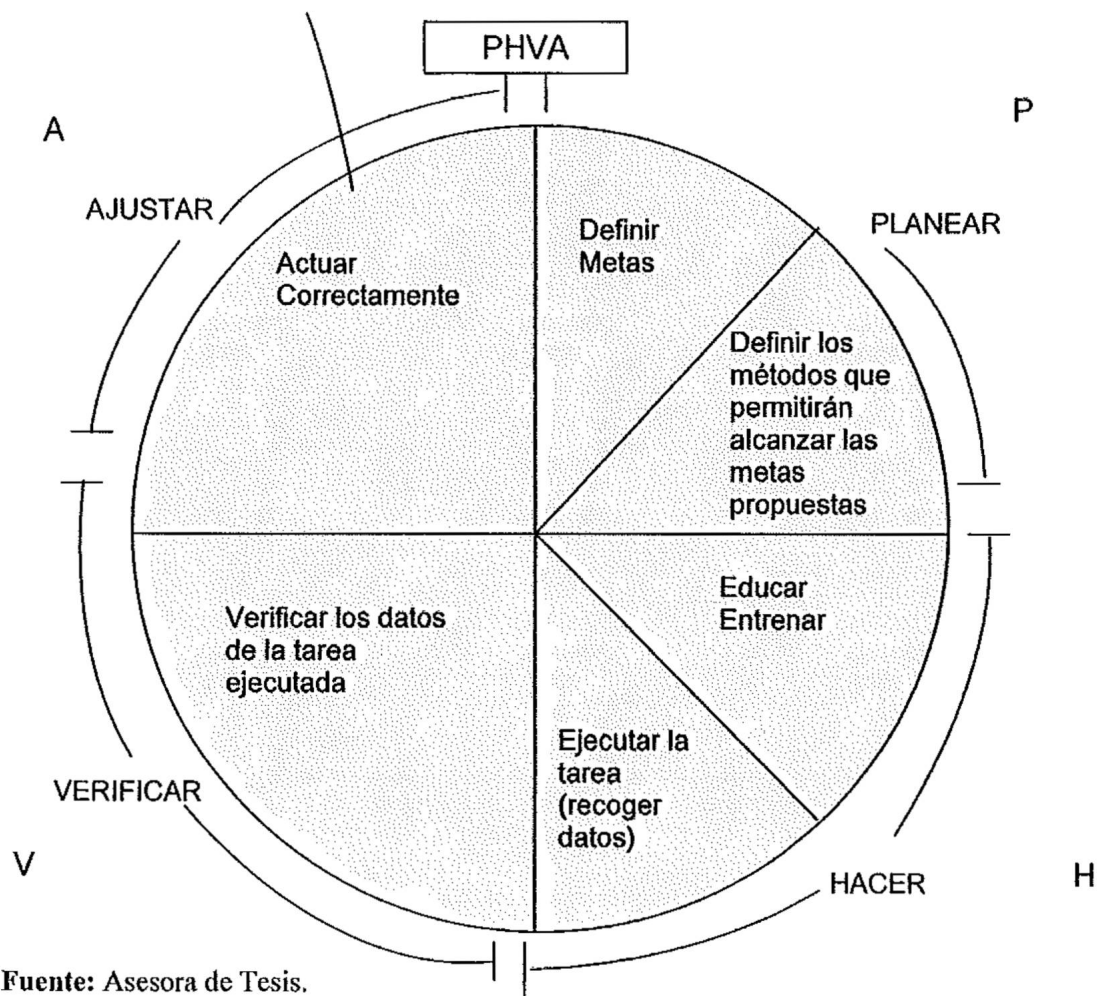 PHVA
A
P
AJUSTAR
PLANEAR
Actuar
Correctamente
Definir
Metas
Definir los
métodos que
permitirán
alcanzar las
metas
propuestas
Educar
Entrenar
Verificar los datos
de la tarea
ejecutada
Ejecutar la
tarea
(recoger
datos)
VERIFICAR
HACER
V
H
Fuente: Asesora de Tesis.